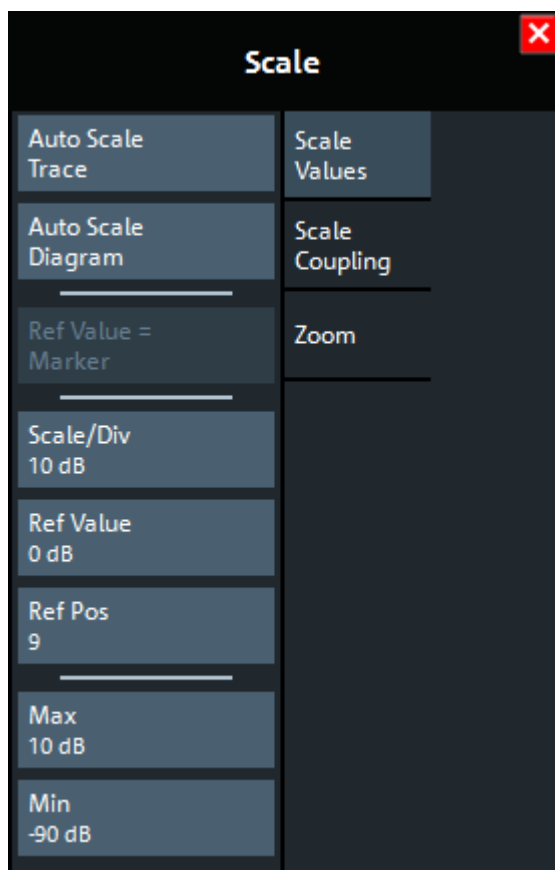 Scale
Auto Scale
Trace
Auto Scale
Diagram
Ref Value =
Marker
Scale/Div
10 dB
Ref Value
0 dB
Ref Pos
9
Max
10 dB
Min
-90 dB
Scale
Values
Scale
Coupling
Zoom